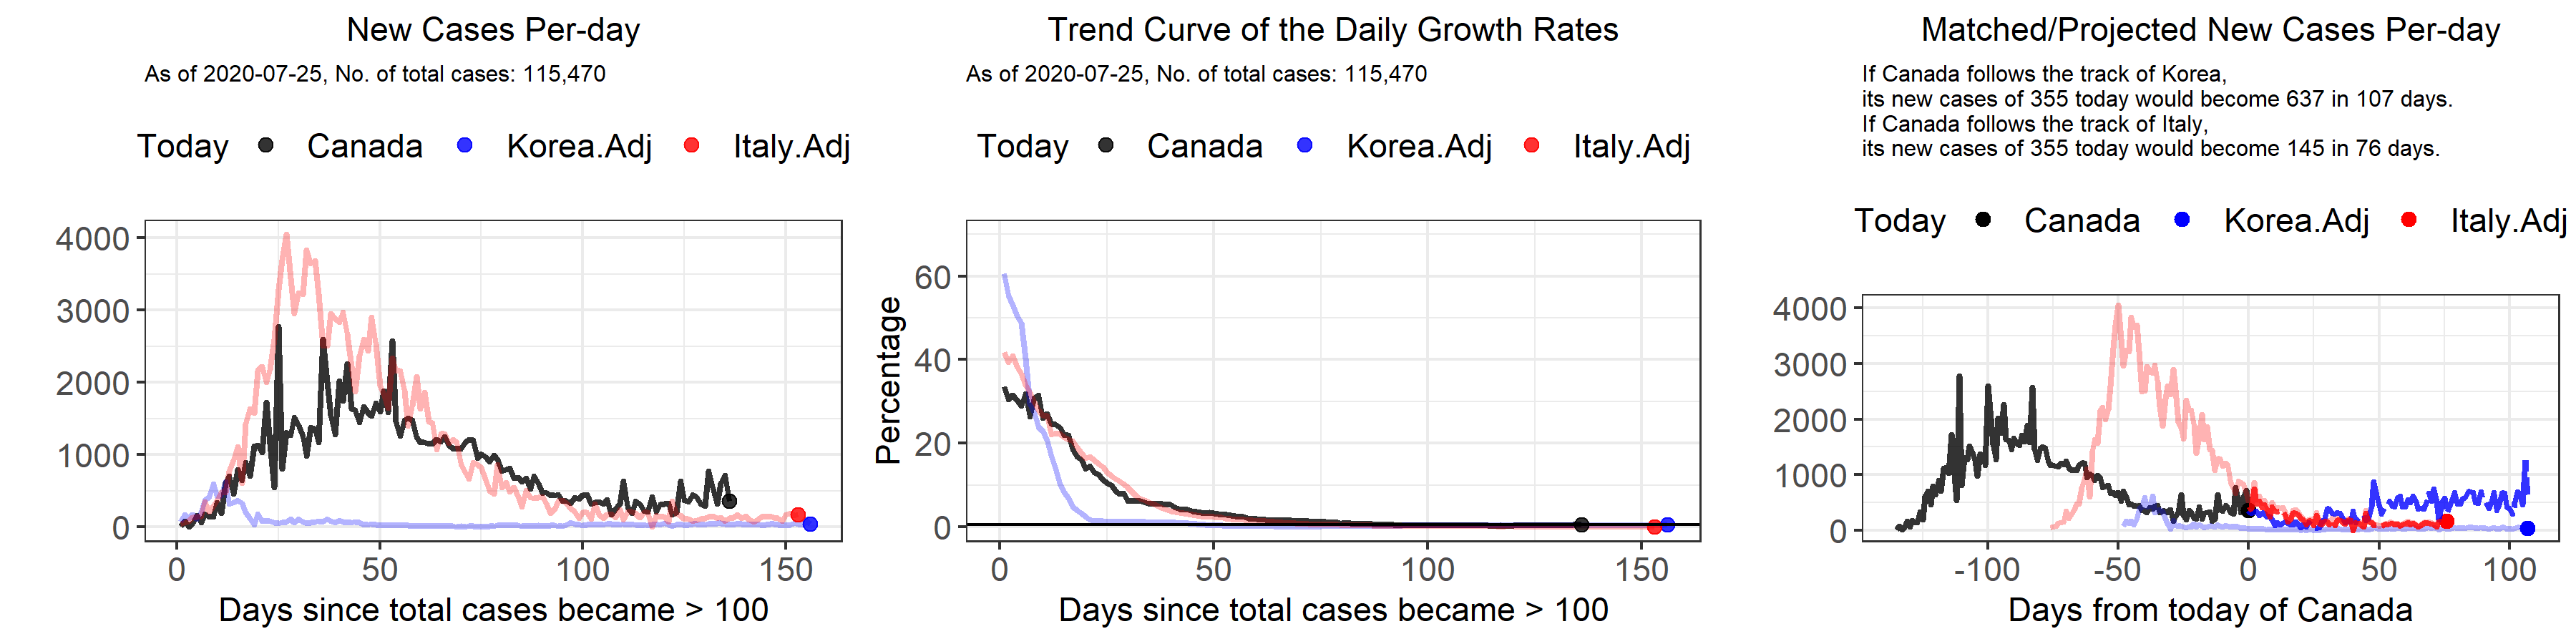 New Cases Per-day
As of 2020-07-25, No. of total cases: 115,470
Today Canada Korea.Adj Italy.Adj
4000
3000
2000
1000
0
0 50 100 150
Days since total cases became > 100
Trend Curve of the Daily Growth Rates
As of 2020-07-25, No. of total cases: 115,470
Today Canada Korea.Adj Italy.Adj
Percentage
60
40
20
0
0 50 100 150
Days since total cases became > 100
Matched/Projected New Cases Per-day
If Canada follows the track of Korea,
its new cases of 355 today would become 637 in 107 days.
If Canada follows the track of Italy,
its new cases of 355 today would become 145 in 76 days.
Today Canada Korea.Adj Italy.Adj
4000
3000
2000
1000
0
-100 -50 0 50 100
Days from today of Canada